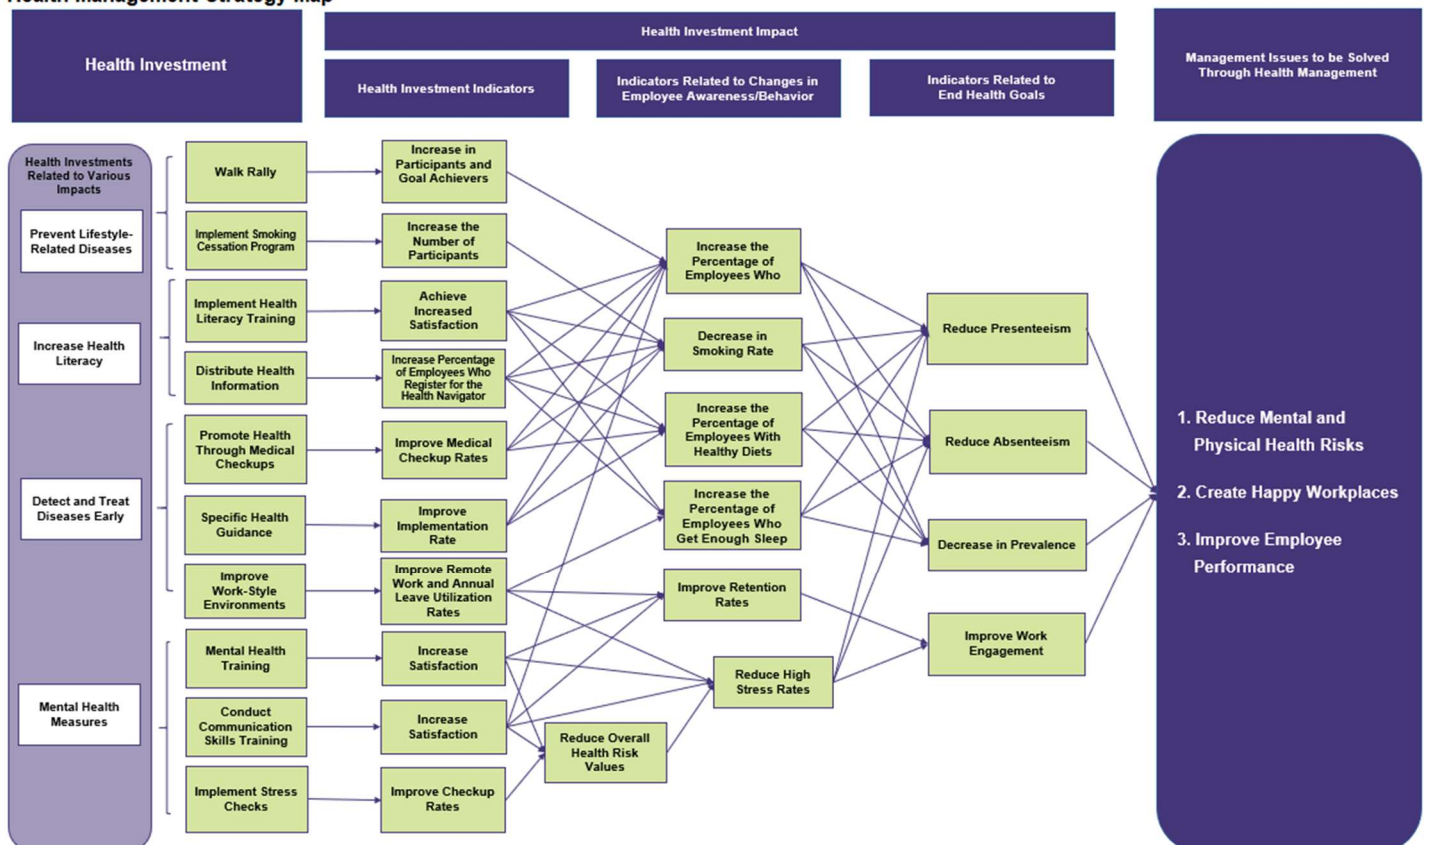 Health Management Strategy Map
Health Investment
Health Investment Impact
Health Investment Indicators
Indicators Related to Changes in
Employee Awareness/Behavior
Indicators Related to
End Health Goals
Management Issues to be Solved
Through Health Management
Health Investments
Related to Various
Impacts
Prevent Lifestyle-
Related Diseases
Increase Health
Literacy
Detect and Treat
Diseases Early
Mental Health
Measures
Walk Rally
Implement Smoking
Cessation Program
Implement Health
Literacy Training
Distribute Health
Information
Promote Health
Through Medical
Checkups
Specific Health
Guidance
Improve
Work-Style
Environments
Mental Health
Training
Conduct
Communication
Skills Training
Implement Stress
Checks
Increase in
Participants and
Goal Achievers
Increase the
Number of
Participants
Achieve
Increased
Satisfaction
Increase Percentage
of Employees Who
Register for the
Health Navigator
Improve Medical
Checkup Rates
Improve
Implementation
Rate
Improve Remote
Work and Annual
Leave Utilization
Rates
Increase
Satisfaction
Increase
Satisfaction
Improve Checkup
Rates
Increase the
Percentage of
Employees Who
Decrease in
Smoking Rate
Increase the
Percentage of
Employees With
Healthy Diets
Increase the
Percentage of
Employees Who
Get Enough Sleep
Improve Retention
Rates
Reduce High
Stress Rates
Reduce Overall
Health Risk
Values
Reduce Presenteeism
Reduce Absenteeism
Decrease in Prevalence
Improve Work
Engagement
1. Reduce Mental and
Physical Health Risks
2. Create Happy Workplaces
3. Improve Employee
Performance